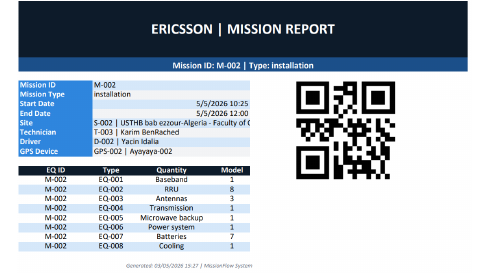 ERICSSON | MISSION REPORT
Mission ID: M-002 | Type: installation
Mission ID M-002
Mission Type installation
Start Date 5/5/2026 10:25
End Date 5/5/2026 12:00
Site S-002 | USTHB bab ezzour-Algeria - Faculty of C
Technician T-003 | Karim BenRached
Driver D-002 | Yacin Idalia
GPS Device GPS-002 | Ayayaya-002
EQ ID Type Quantity Model
M-002 EQ-001 Baseband 1
M-002 EQ-002 RRU 8
M-002 EQ-003 Antennas 3
M-002 EQ-004 Transmission 1
M-002 EQ-005 Microwave backup 1
M-002 EQ-006 Power system 1
M-002 EQ-007 Batteries 7
M-002 EQ-008 Cooling 1
Generated: 03/05/2026 15:27 | MissionFlow System